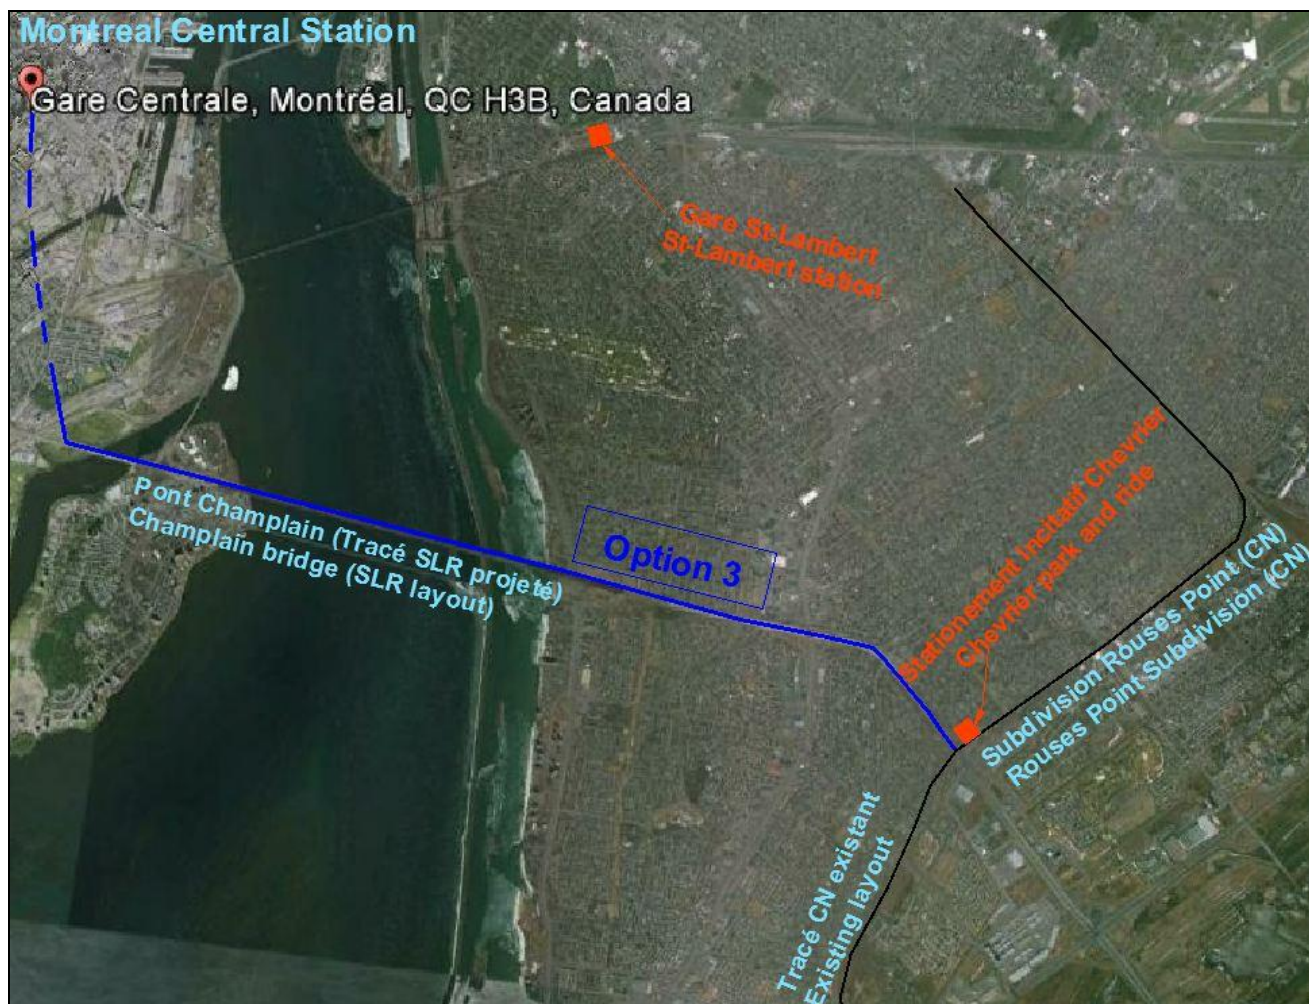 Montreal Central Station
Gare Centrale, Montréal, QC H3B, Canada
Gare St-Lambert
St-Lambert station
Pont Champlain (Tracé SLR projeté)
Champlain bridge (SLR layout)
Option 3
Stationement Incitatif Chevrier
Chevrier park and ride
Subdivision Rouses Point (CN)
Rouses Point Subdivision (CN)
Tracé CN existant
Existing layout